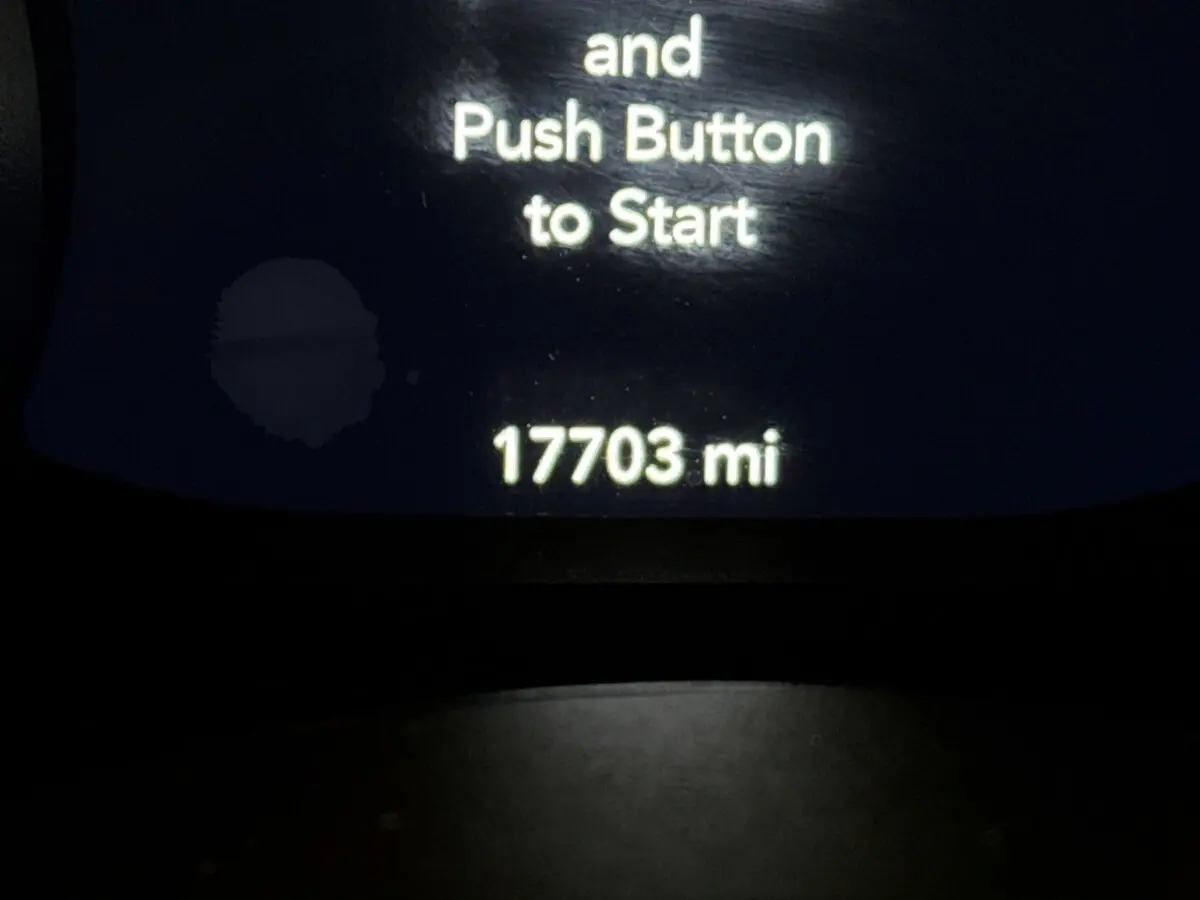 and
Push Button
to Start
17703 mi